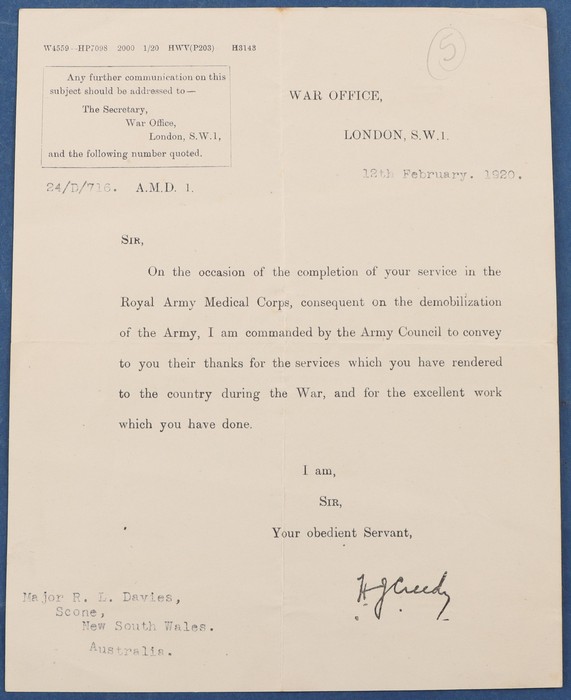 W4559—HP7098 2000 1/20 HWV(P203) H3143
5
Any further communication on this
subject should be addressed to—
The Secretary,
War Office,
London, S.W.1,
and the following number quoted.
WAR OFFICE,
LONDON, S.W.1.
12th February. 1920.
24/D/716. A.M.D. 1.
SIR,
On the occasion of the completion of your service in the
Royal Army Medical Corps, consequent on the demobilization
of the Army, I am commanded by the Army Council to convey
to you their thanks for the services which you have rendered
to the country during the War, and for the excellent work
which you have done.
I am,
SIR,
Your obedient Servant,
H J Creedy
Major R. L. Davies,
Scone,
New South Wales.
Australia.